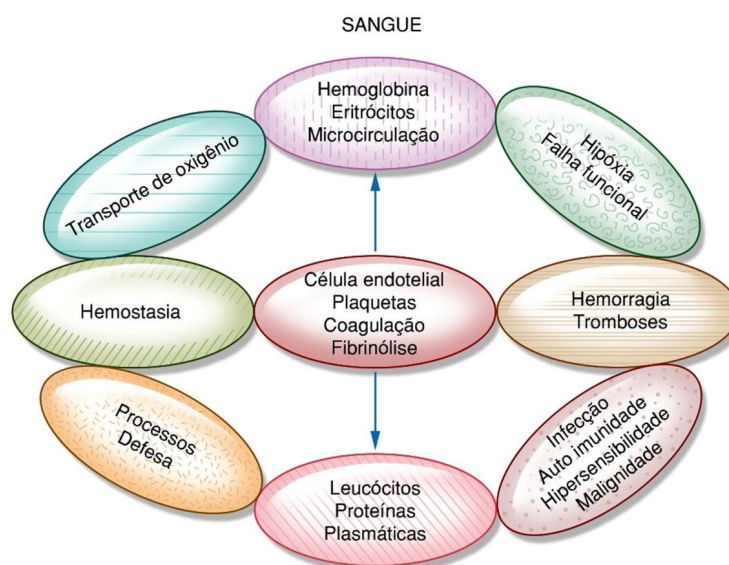 SANGUE
Hemoglobina
Eritrócitos
Microcirculação
Transporte de oxigênio
Hipóxia
Falha funcional
Hemostasia
Célula endotelial
Plaquetas
Coagulação
Fibrinólise
Hemorragia
Tromboses
Processos
Defesa
Leucócitos
Proteínas
Plasmáticas
Infecção
Auto imunidade
Hipersensibilidade
Malignidade